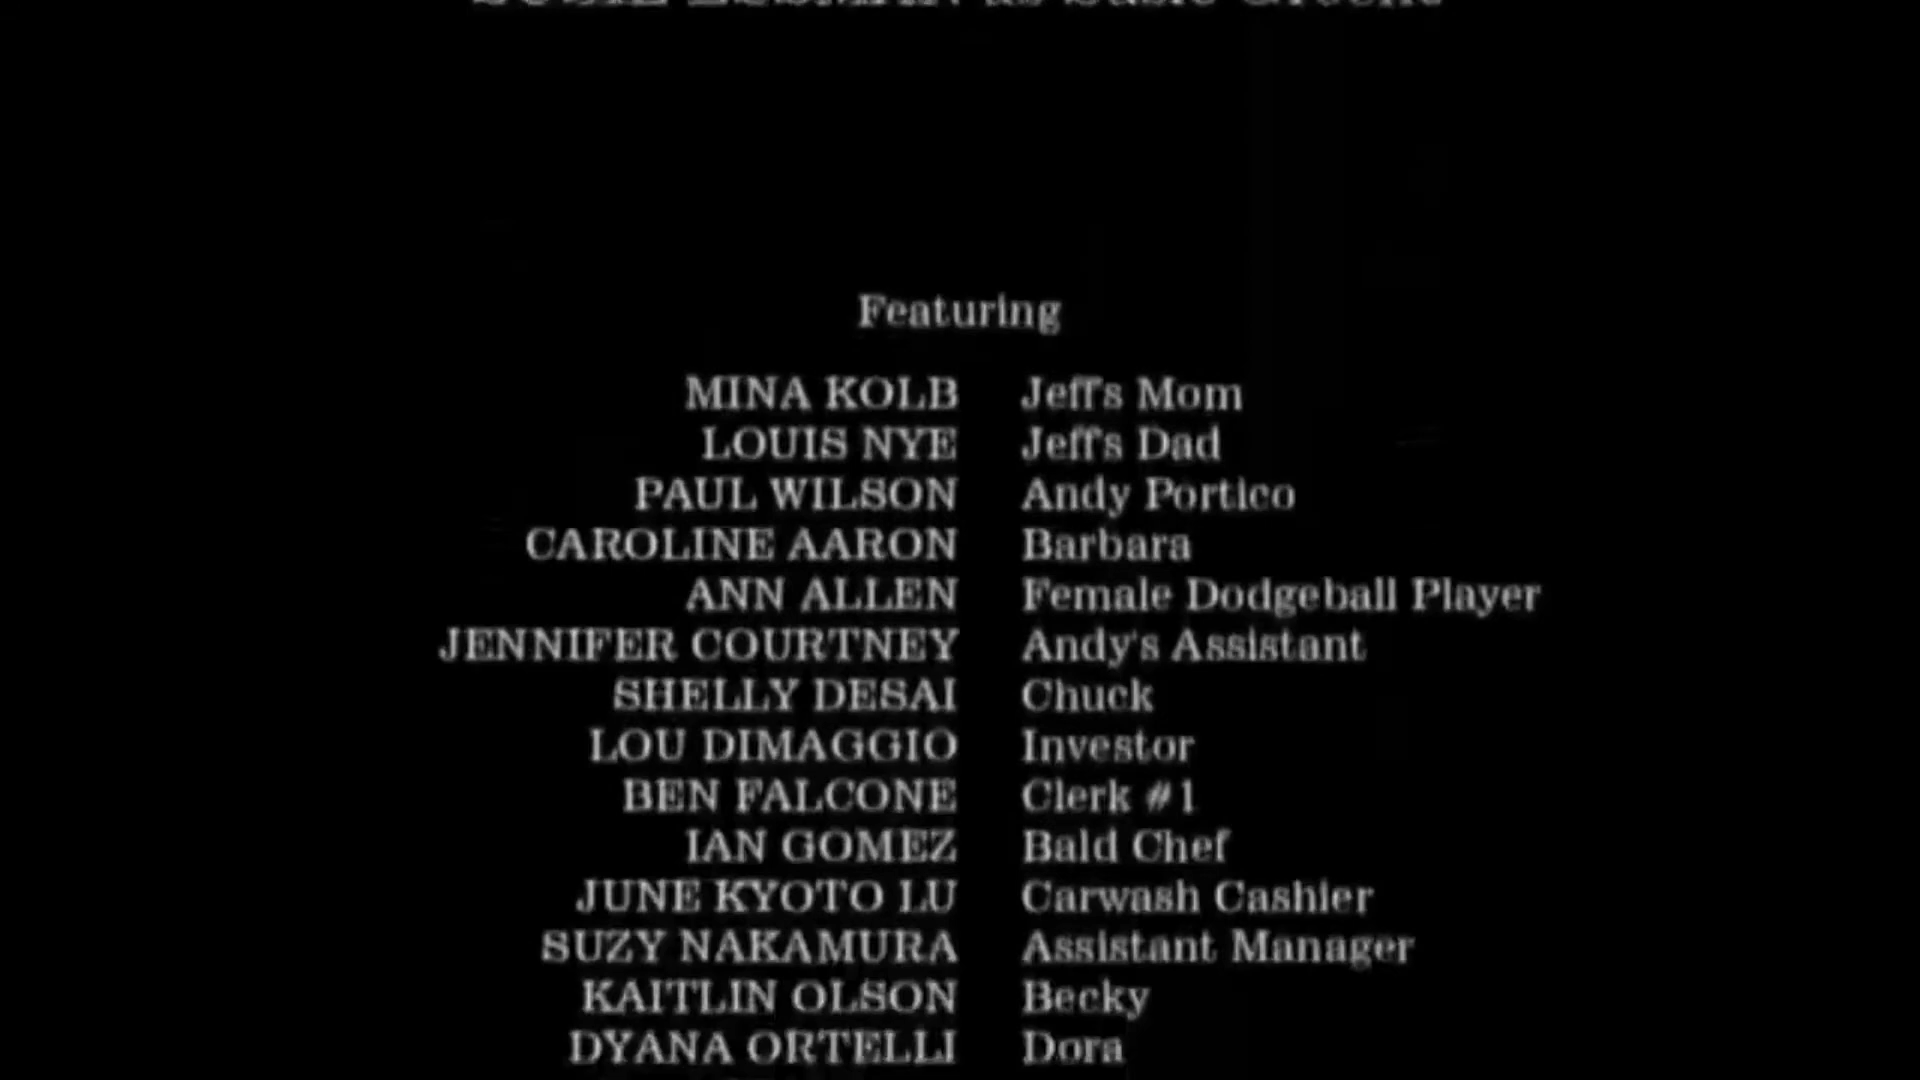 Featuring
MINA KOLB Jeff's Mom
LOUIS NYE Jeff's Dad
PAUL WILSON Andy Portico
CAROLINE AARON Barbara
ANN ALLEN Female Dodgeball Player
JENNIFER COURTNEY Andy's Assistant
SHELLY DESAI Chuck
LOU DIMAGGIO Investor
BEN FALCONE Clerk #1
IAN GOMEZ Bald Chef
JUNE KYOTO LU Carwash Cashier
SUZY NAKAMURA Assistant Manager
KAITLIN OLSON Becky
DYANA ORTELLI Dora